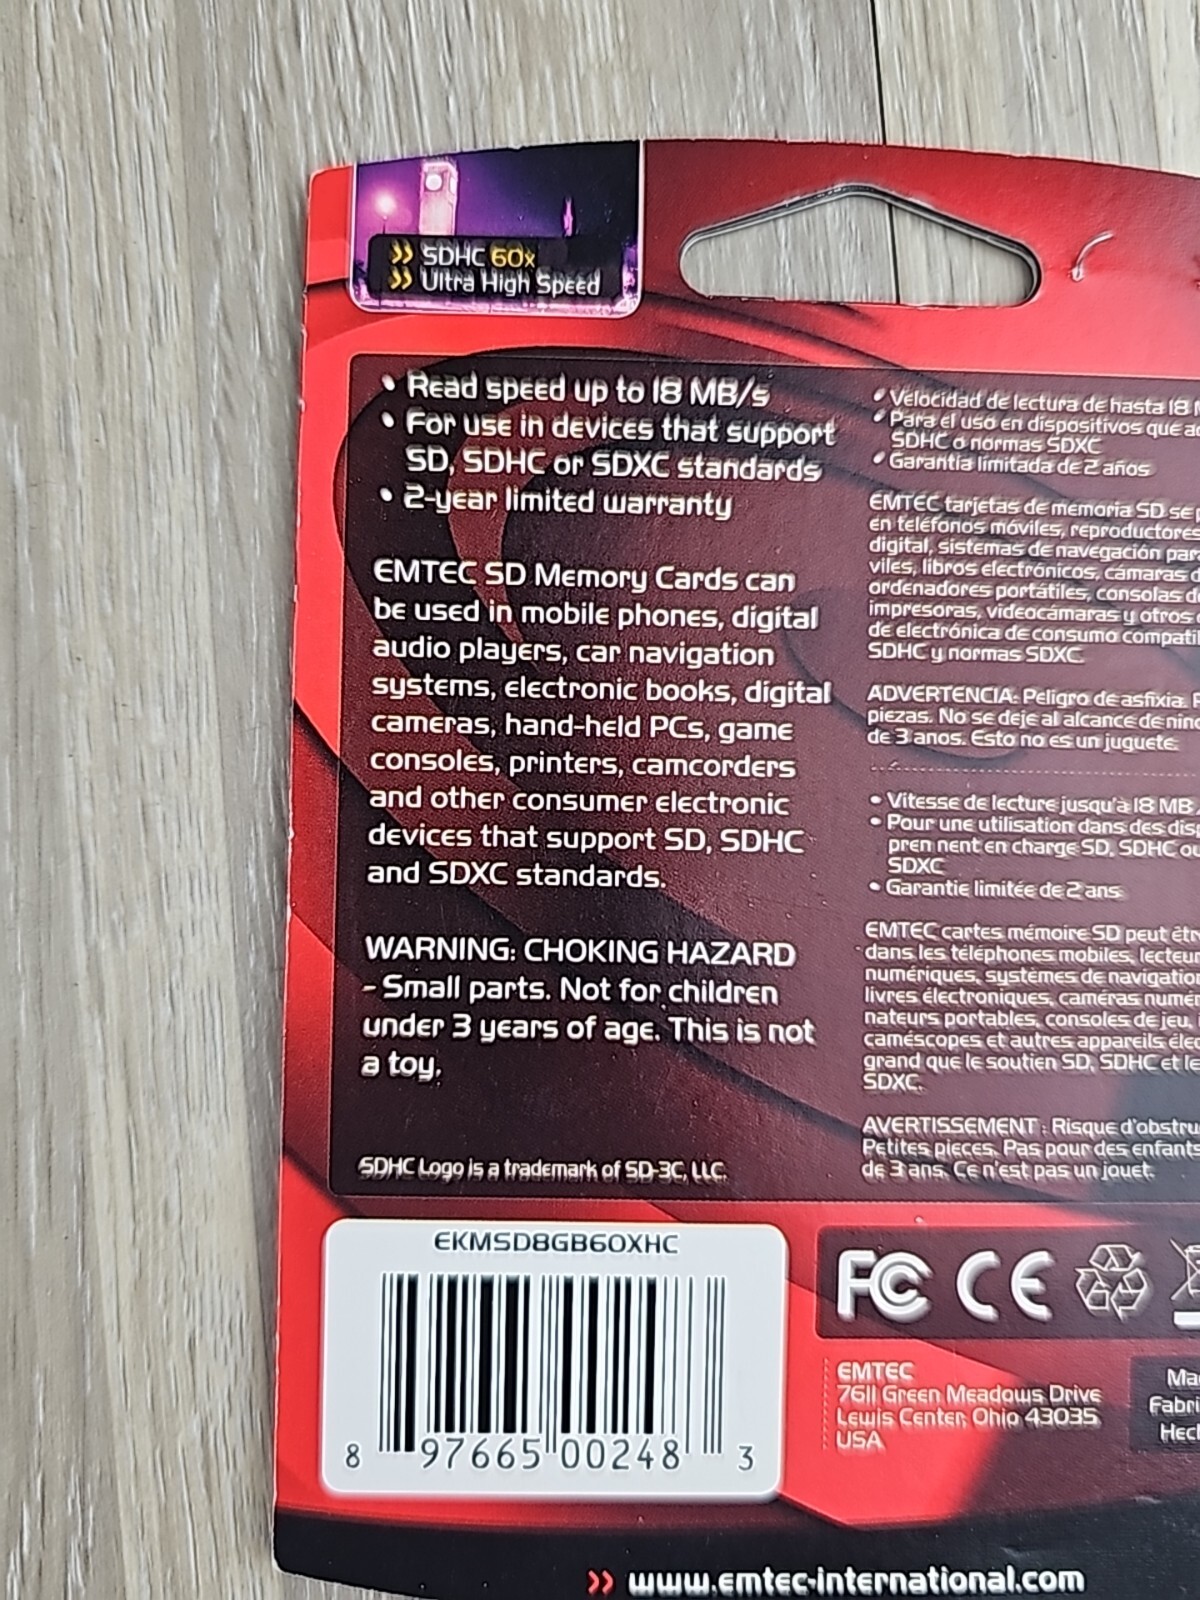 SDHC 60x
Ultra High Speed
• Read speed up to 18 MB/s
• For use in devices that support
SD, SDHC or SDXC standards
• 2-year limited warranty
EMTEC SD Memory Cards can
be used in mobile phones, digital
audio players, car navigation
systems, electronic books, digital
cameras, hand-held PCs, game
consoles, printers, camcorders
and other consumer electronic
devices that support SD, SDHC
and SDXC standards.
WARNING: CHOKING HAZARD
- Small parts. Not for children
under 3 years of age. This is not
a toy.
SDHC Logo is a trademark of SD-3C, LLC.
• Velocidad de lectura de hasta 18
• Para el uso en dispositivos que
SDHC o normas SDXC
• Garantía limitada de 2 años
EMTEC tarjetas de memoria SD se
en teléfonos móviles, reproductores
digital, sistemas de navegación
viles, libros electrónicos, cámaras
ordenadores portátiles, consolas
impresoras, videocámaras y otros
de electrónica de consumo
SDHC y normas SDXC.
ADVERTENCIA: Peligro de asfixia.
piezas. No se deje al alcance de
de 3 anos. Esto no es un juguete.
• Vitesse de lecture jusqu'à 18 MB
• Pour une utilisation dans des
pren nent en charge SD, SDHC ou
SDXC
• Garantie limitée de 2 ans
EMTEC cartes mémoire SD peut
dans les téléphones mobiles,
numériques, systèmes de
livres électroniques, caméras
nateurs portables, consoles de jeu,
caméscopes et autres appareils
grand que le soutien SD, SDHC et
SDXC.
AVERTISSEMENT : Risque
Petites pieces. Pas pour des enfants
de 3 ans. Ce n'est pas un jouet.
EKMSD8GB60XHC
8 97665 00248 3
FC CE
EMTEC
7611 Green Meadows Drive
Lewis Center, Ohio 43035
USA
www.emtec-international.com